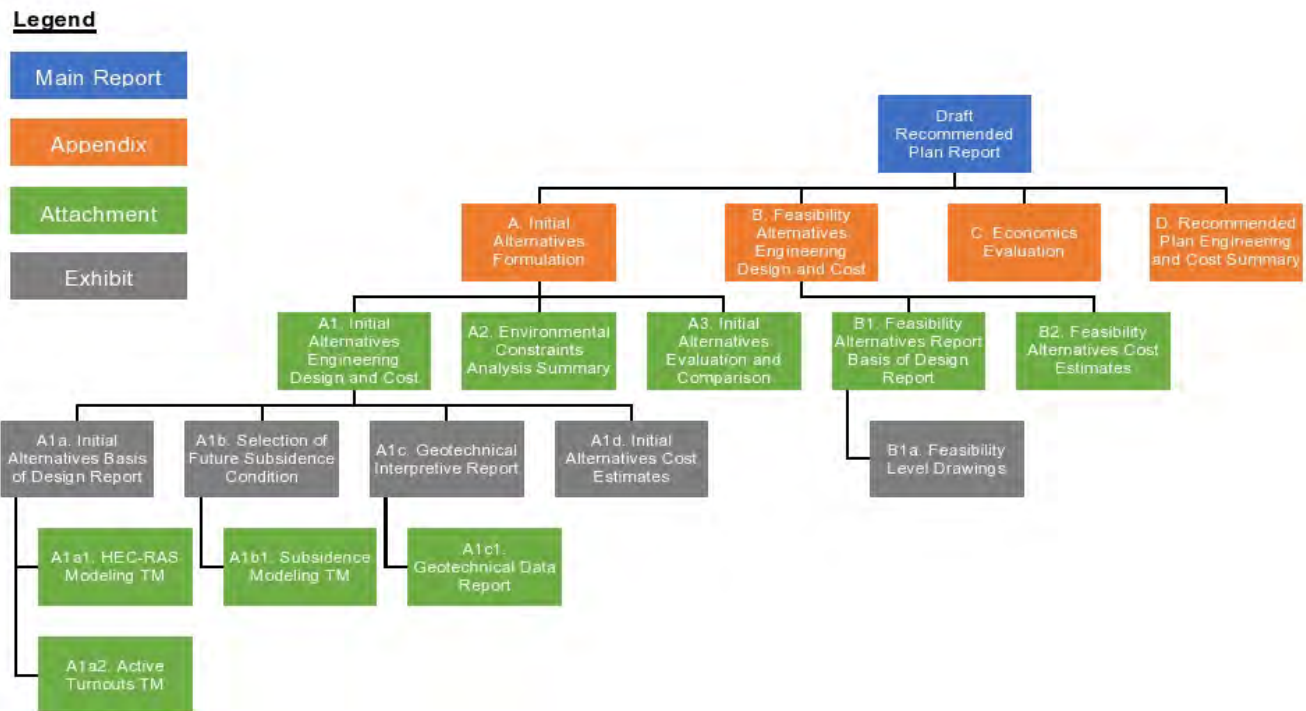 Legend
Main Report
Appendix
Attachment
Exhibit
Draft
Recommended
Plan Report
A. Initial
Alternatives
Formulation
B. Feasibility
Alternatives
Engineering
Design and Cost
C. Economics
Evaluation
D. Recommended
Plan Engineering
and Cost Summary
A1. Initial
Alternatives
Engineering
Design and Cost
A2. Environmental
Constraints
Analysis Summary
A3. Initial
Alternatives
Evaluation and
Comparison
B1. Feasibility
Alternatives Report
Basis of Design
Report
B2. Feasibility
Alternatives Cost
Estimates
A1a. Initial
Alternatives Basis
of Design Report
A1b. Selection of
Future Subsidence
Condition
A1c. Geotechnical
Interpretive Report
A1d. Initial
Alternatives Cost
Estimates
B1a. Feasibility
Level Drawings
A1a1. HEC-RAS
Modeling TM
A1b1. Subsidence
Modeling TM
A1c1.
Geotechnical Data
Report
A1a2. Active
Turnouts TM